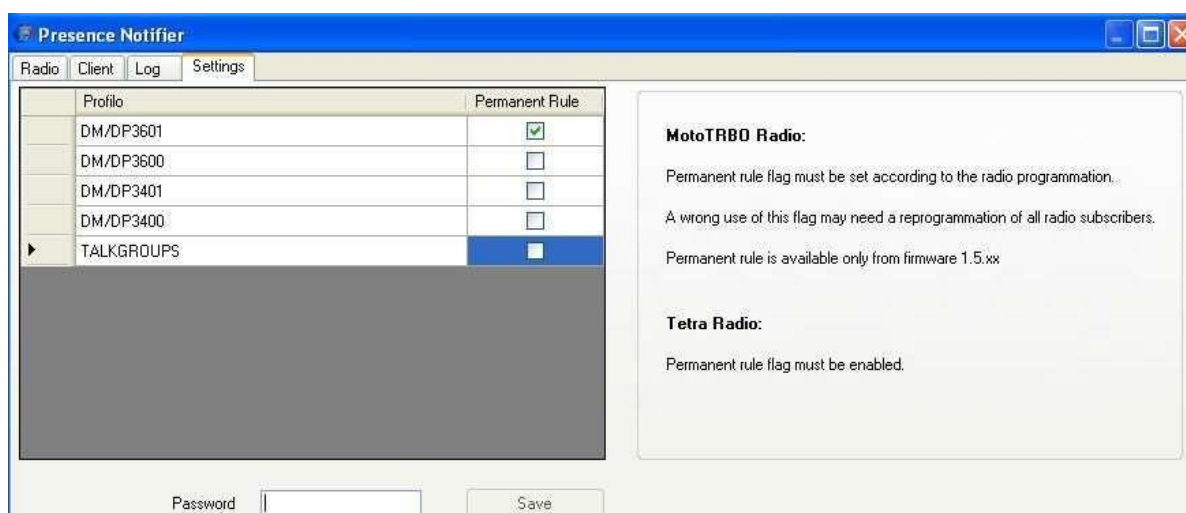 Presence Notifier
Radio Client Log Settings
Profilo Permanent Rule
DM/DP3601
DM/DP3600
DM/DP3401
DM/DP3400
TALKGROUPS
MotoTRBO Radio:
Permanent rule flag must be set according to the radio programmation.
A wrong use of this flag may need a reprogrammation of all radio subscribers.
Permanent rule is available only from firmware 1.5.xx
Tetra Radio:
Permanent rule flag must be enabled.
Password Save